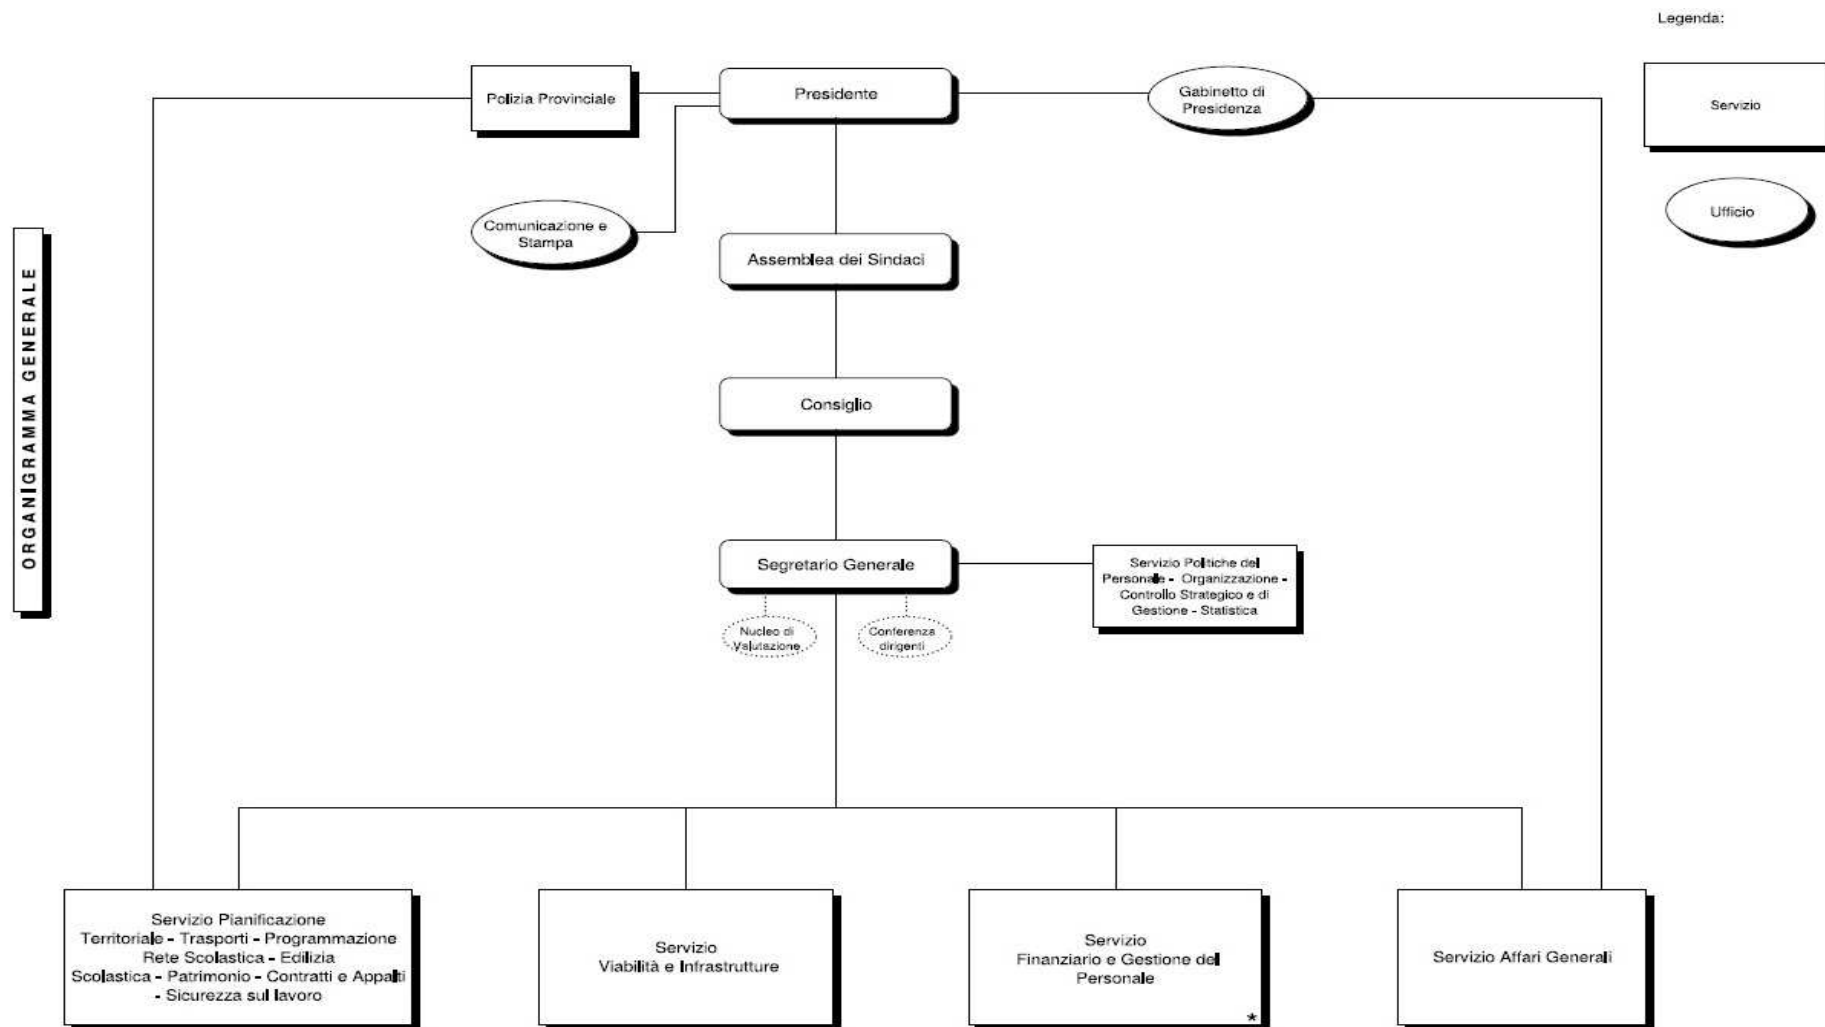 Legenda:
Polizia Provinciale
Presidente
Gabinetto di
Presidenza
Servizio
Comunicazione e
Stampa
Ufficio
Assemblea dei Sindaci
ORGANIGRAMMA GENERALE
Consiglio
Segretario Generale
Servizio Politiche del
Personale - Organizzazione -
Controllo Strategico e di
Gestione - Statistica
Nucleo di
Valutazione
Conferenza
dirigenti
Servizio Pianificazione
Territoriale - Trasporti - Programmazione
Rete Scolastica - Edilizia
Scolastica - Patrimonio - Contratti e Appalti
- Sicurezza sul lavoro
Servizio
Viabilità e Infrastrutture
Servizio
Finanziario e Gestione del
Personale
*
Servizio Affari Generali